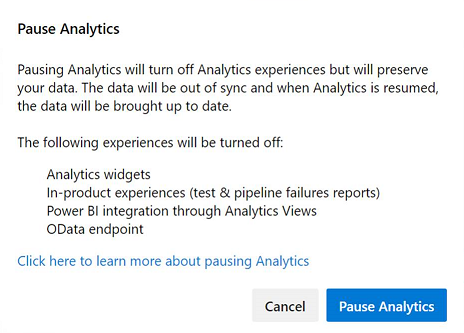 Pause Analytics
Pausing Analytics will turn off Analytics experiences but will preserve
your data. The data will be out of sync and when Analytics is resumed,
the data will be brought up to date.
The following experiences will be turned off:
Analytics widgets
In-product experiences (test & pipeline failures reports)
Power BI integration through Analytics Views
OData endpoint
Click here to learn more about pausing Analytics
Cancel Pause Analytics